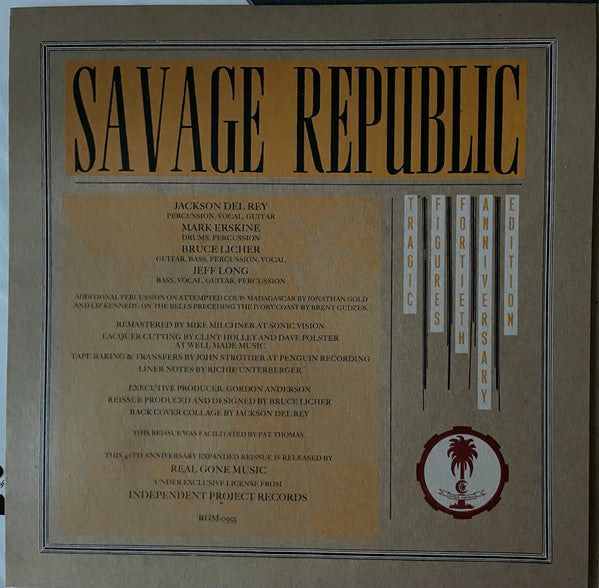 SAVAGE REPUBLIC
JACKSON DEL REY
PERCUSSION, VOCAL, GUITAR
MARK ERSKINE
DRUMS, PERCUSSION
BRUCE LICHER
GUITAR, BASS, PERCUSSION, VOCAL
JEFF LONG
BASS, VOCAL, GUITAR, PERCUSSION
ADDITIONAL PERCUSSION ON ATTEMPTED COUP: MADAGASCAR BY JONATHAN GOLD
AND LIZ KENNEDY. ON THE BELLS PRECEDING THE IVORY COAST BY BRENT GUDZUS.
REMASTERED BY MIKE MILCHNER AT SONIC VISION
LACQUER CUTTING BY CLINT HOLLEY AND DAVE POLSTER
AT WELL MADE MUSIC
TAPE BAKING & TRANSFERS BY JOHN STROTHER AT PENGUIN RECORDING
LINER NOTES BY RICHIE UNTERBERGER
EXECUTIVE PRODUCER: GORDON ANDERSON
REISSUE PRODUCED AND DESIGNED BY BRUCE LICHER
BACK COVER COLLAGE BY JACKSON DEL REY
THIS REISSUE WAS FACILITATED BY PAT THOMAS.
THIS 40TH ANNIVERSARY EXPANDED REISSUE IS RELEASED BY
REAL GONE MUSIC
UNDER EXCLUSIVE LICENSE FROM
INDEPENDENT PROJECT RECORDS
RGM-0955
TRAGIC
FIGURES
FORTIETH
ANNIVERSARY
EDITION